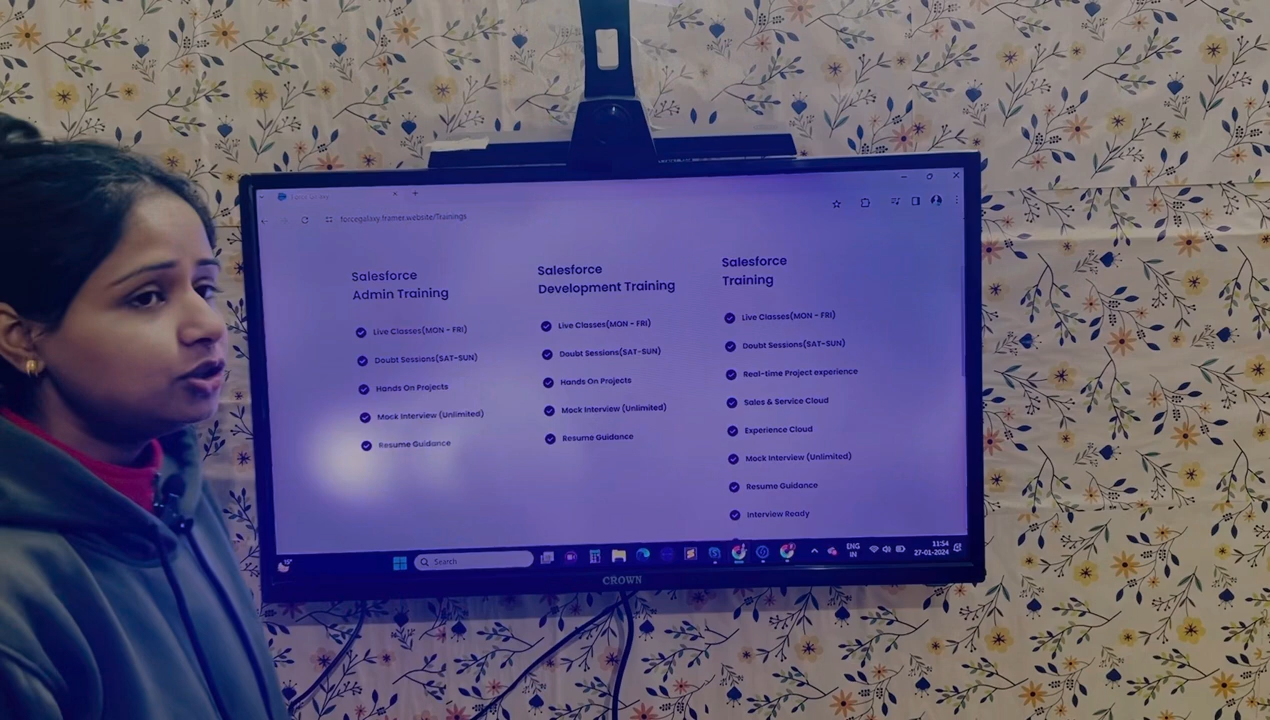 forcegalaxy.framer.website/Trainings
Salesforce
Admin Training
Live Classes(MON - FRI)
Doubt Sessions(SAT-SUN)
Hands On Projects
Mock Interview (Unlimited)
Resume Guidance
Salesforce
Development Training
Live Classes(MON - FRI)
Doubt Sessions(SAT-SUN)
Hands On Projects
Mock Interview (Unlimited)
Resume Guidance
Salesforce
Training
Live Classes(MON - FRI)
Doubt Sessions(SAT-SUN)
Real-time Project experience
Sales & Service Cloud
Experience Cloud
Mock Interview (Unlimited)
Resume Guidance
Interview Ready
15°
Search
ENG
IN
11:54
27-01-2024
CROWN